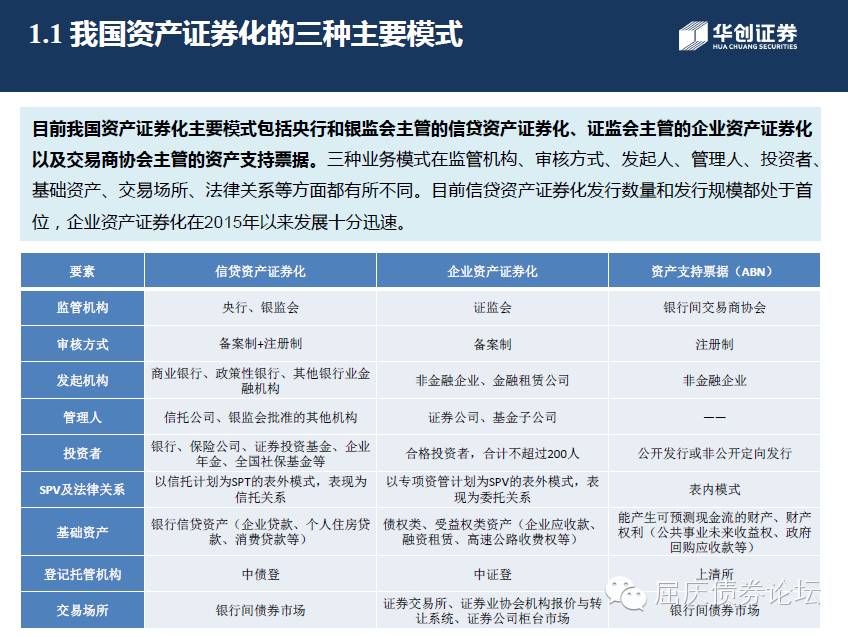 1.1 我国资产证券化的三种主要模式
华创证券
HUA CHUANG SECURITIES
目前我国资产证券化主要模式包括央行和银监会主管的信贷资产证券化、证监会主管的企业资产证券化
以及交易商协会主管的资产支持票据。三种业务模式在监管机构、审核方式、发起人、管理人、投资者、
基础资产、交易场所、法律关系等方面都有所不同。目前信贷资产证券化发行数量和发行规模都处于首
位，企业资产证券化在2015年以来发展十分迅速。
要素 信贷资产证券化 企业资产证券化 资产支持票据（ABN）
监管机构 央行、银监会 证监会 银行间交易商协会
审核方式 备案制+注册制 备案制 注册制
发起机构 商业银行、政策性银行、其他银行业金
融机构 非金融企业、金融租赁公司 非金融企业
管理人 信托公司、银监会批准的其他机构 证券公司、基金子公司 ——
投资者 银行、保险公司、证券投资基金、企业
年金、全国社保基金等 合格投资者，合计不超过200人 公开发行或非公开定向发行
SPV及法律关系 以信托计划为SPT的表外模式，表现为
信托关系 以专项资管计划为SPV的表外模式，表
现为委托关系 表内模式
基础资产 银行信贷资产（企业贷款、个人住房贷
款、消费贷款等） 债权类、受益权类资产（企业应收款、
融资租赁、高速公路收费权等） 能产生可预测现金流的财产、财产
权利（公共事业未来收益权、政府
回购应收款等）
登记托管机构 中债登 中证登 上清所
交易场所 银行间债券市场 证券交易所、证券业协会机构报价与转
让系统、证券公司柜台市场 银行间债券市场
屈庆债券论坛